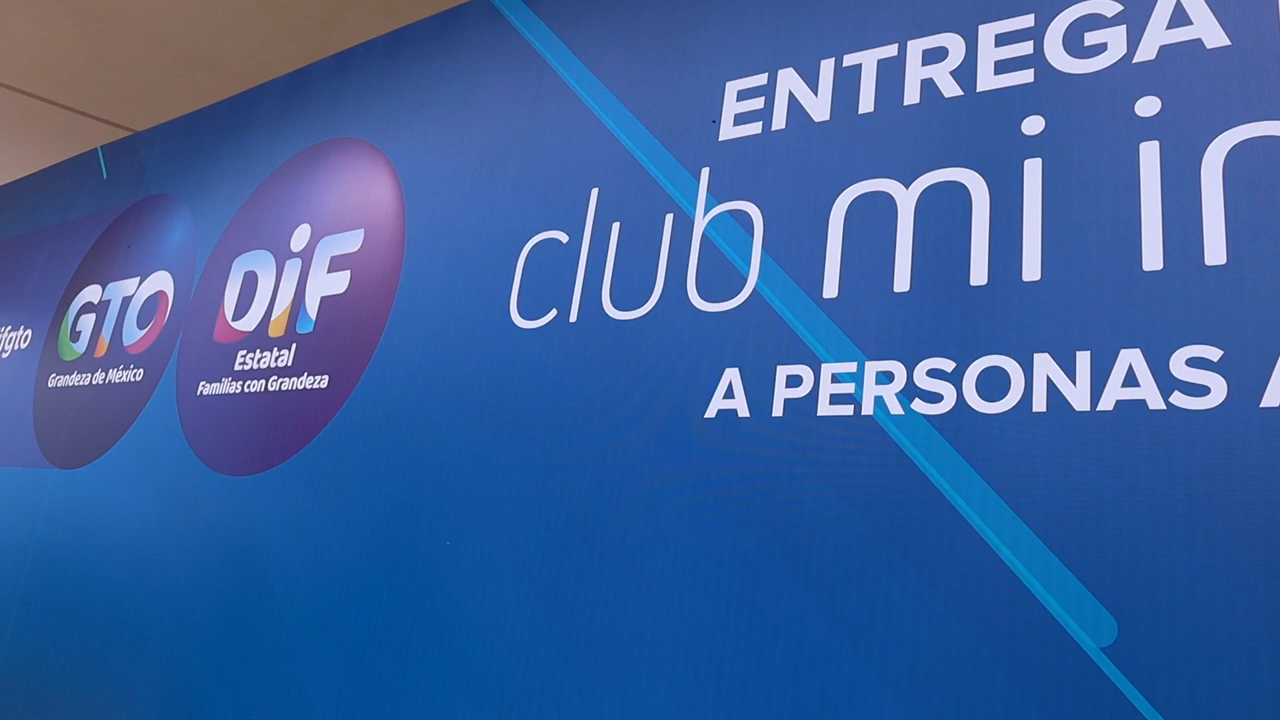 ENTREGA
club mi in
A PERSONAS A
ifgto
GTO
Grandeza de México
DIF
Estatal
Familias con Grandeza